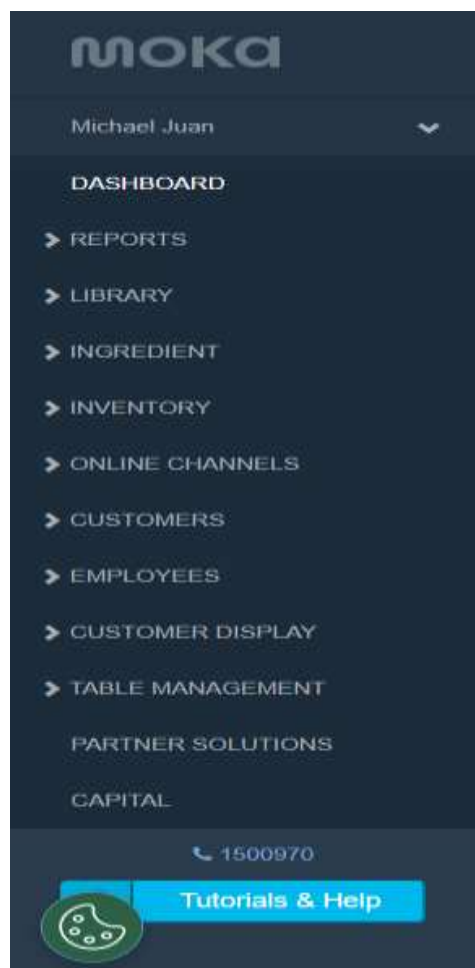 moka
Michael Juan
DASHBOARD
REPORTS
LIBRARY
INGREDIENT
INVENTORY
ONLINE CHANNELS
CUSTOMERS
EMPLOYEES
CUSTOMER DISPLAY
TABLE MANAGEMENT
PARTNER SOLUTIONS
CAPITAL
1500970
Tutorials & Help